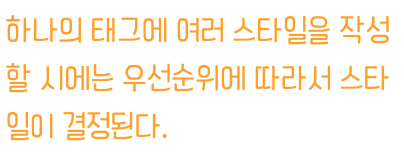 하나의 태그에 여러 스타일을 작성
할 시에는 우선순위에 따라서 스타
일이 결정된다.